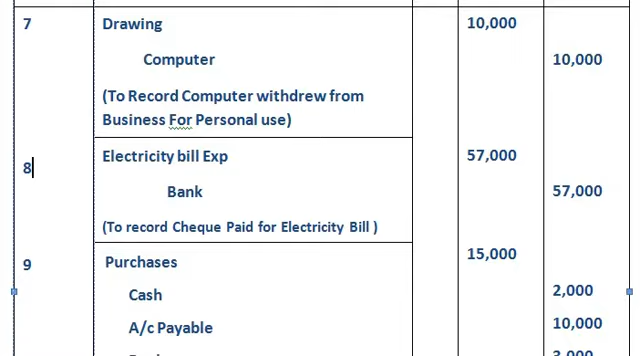 7 Drawing 10,000
Computer 10,000
(To Record Computer withdrew from
Business For Personal use)
Electricity bill Exp 57,000
8
Bank 57,000
(To record Cheque Paid for Electricity Bill )
9 Purchases 15,000
Cash 2,000
A/c Payable 10,000
3,000